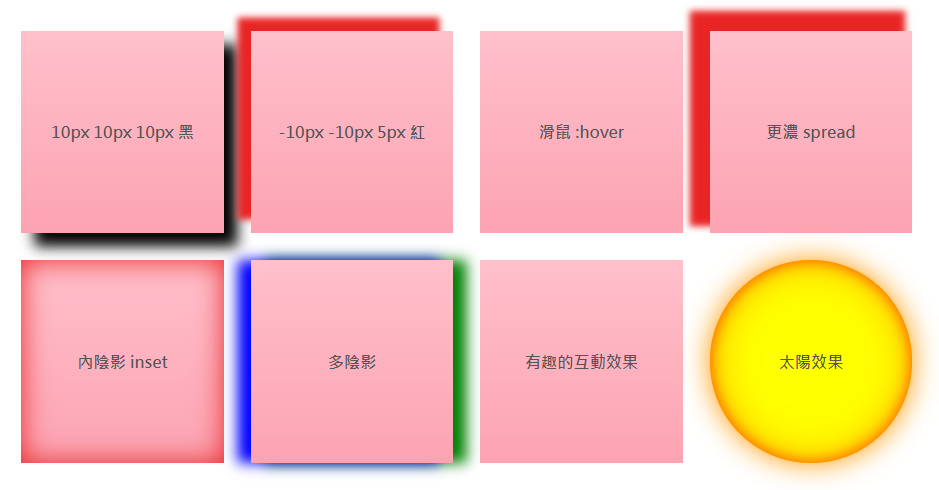 10px 10px 10px 黑
-10px -10px 5px 紅
滑鼠 :hover
更濃 spread
內陰影 inset
多陰影
有趣的互動效果
太陽效果